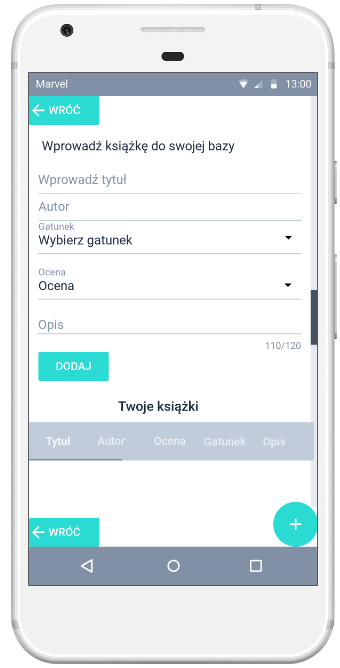 Marvel 13:00
WRÓĆ
Wprowadź książkę do swojej bazy
Wprowadź tytuł
Autor
Gatunek
Wybierz gatunek
Ocena
Ocena
Opis
110/120
DODAJ
Twoje książki
Tytuł Autor Ocena Gatunek Opis
WRÓĆ